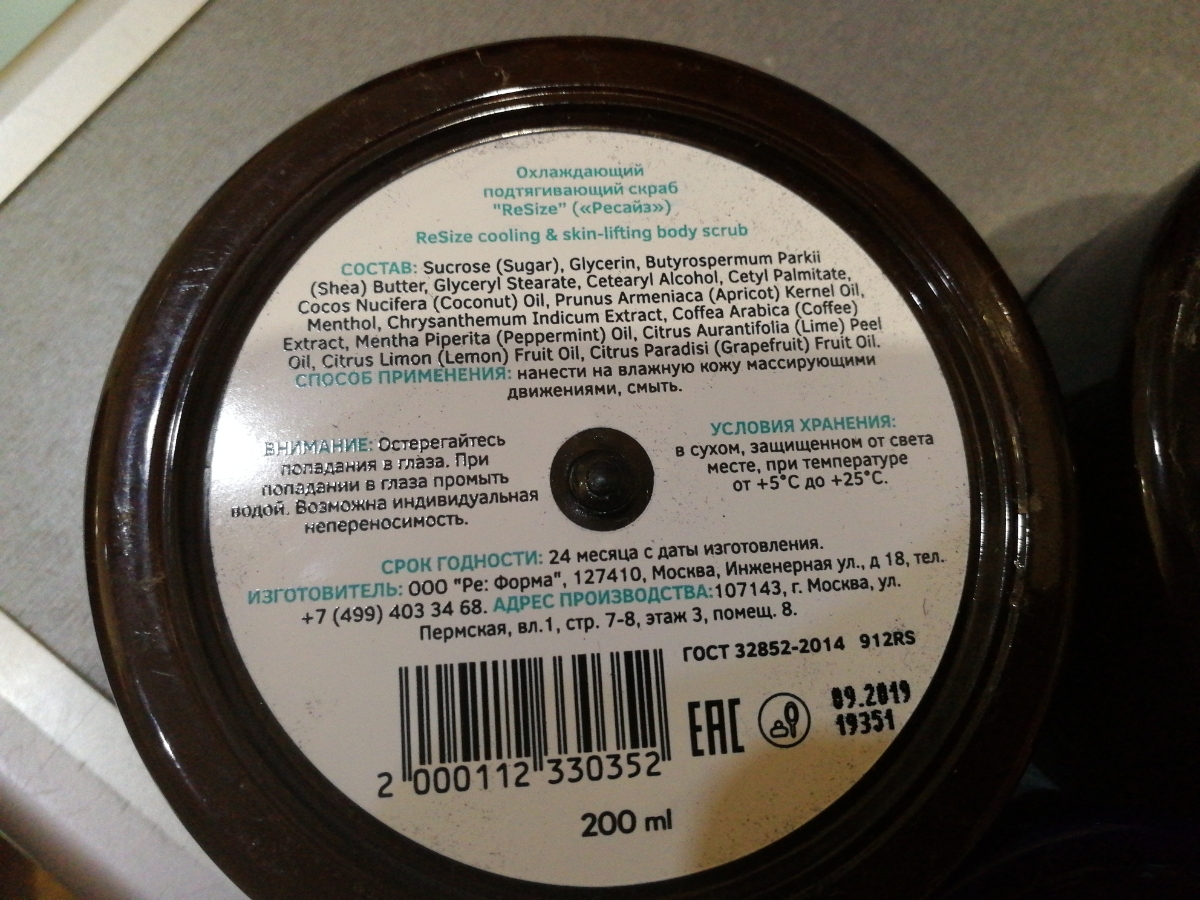 Охлаждающий
подтягивающий скраб
"ReSize" («Ресайз»)
ReSize cooling & skin-lifting body scrub
СОСТАВ: Sucrose (Sugar), Glycerin, Butyrospermum Parkii
(Shea) Butter, Glyceryl Stearate, Cetearyl Alcohol, Cetyl Palmitate,
Cocos Nucifera (Coconut) Oil, Prunus Armeniaca (Apricot) Kernel Oil,
Menthol, Chrysanthemum Indicum Extract, Coffea Arabica (Coffee)
Extract, Mentha Piperita (Peppermint) Oil, Citrus Aurantifolia (Lime) Peel
Oil, Citrus Limon (Lemon) Fruit Oil, Citrus Paradisi (Grapefruit) Fruit Oil.
СПОСОБ ПРИМЕНЕНИЯ: нанести на влажную кожу массирующими
движениями, смыть.
ВНИМАНИЕ: Остерегайтесь
попадания в глаза. При
попадании в глаза промыть
водой. Возможна индивидуальная
непереносимость.
УСЛОВИЯ ХРАНЕНИЯ:
в сухом, защищенном от света
месте, при температуре
от +5°С до +25°С.
СРОК ГОДНОСТИ: 24 месяца с даты изготовления.
ИЗГОТОВИТЕЛЬ: ООО "Ре: Форма", 127410, Москва, Инженерная ул., д 18, тел.
+7 (499) 403 34 68. АДРЕС ПРОИЗВОДСТВА:107143, г. Москва, ул.
Пермская, вл.1, стр. 7-8, этаж 3, помещ. 8.
ГОСТ 32852-2014 912RS
EAC
09.2019
19351
2 000112 330352
200 ml